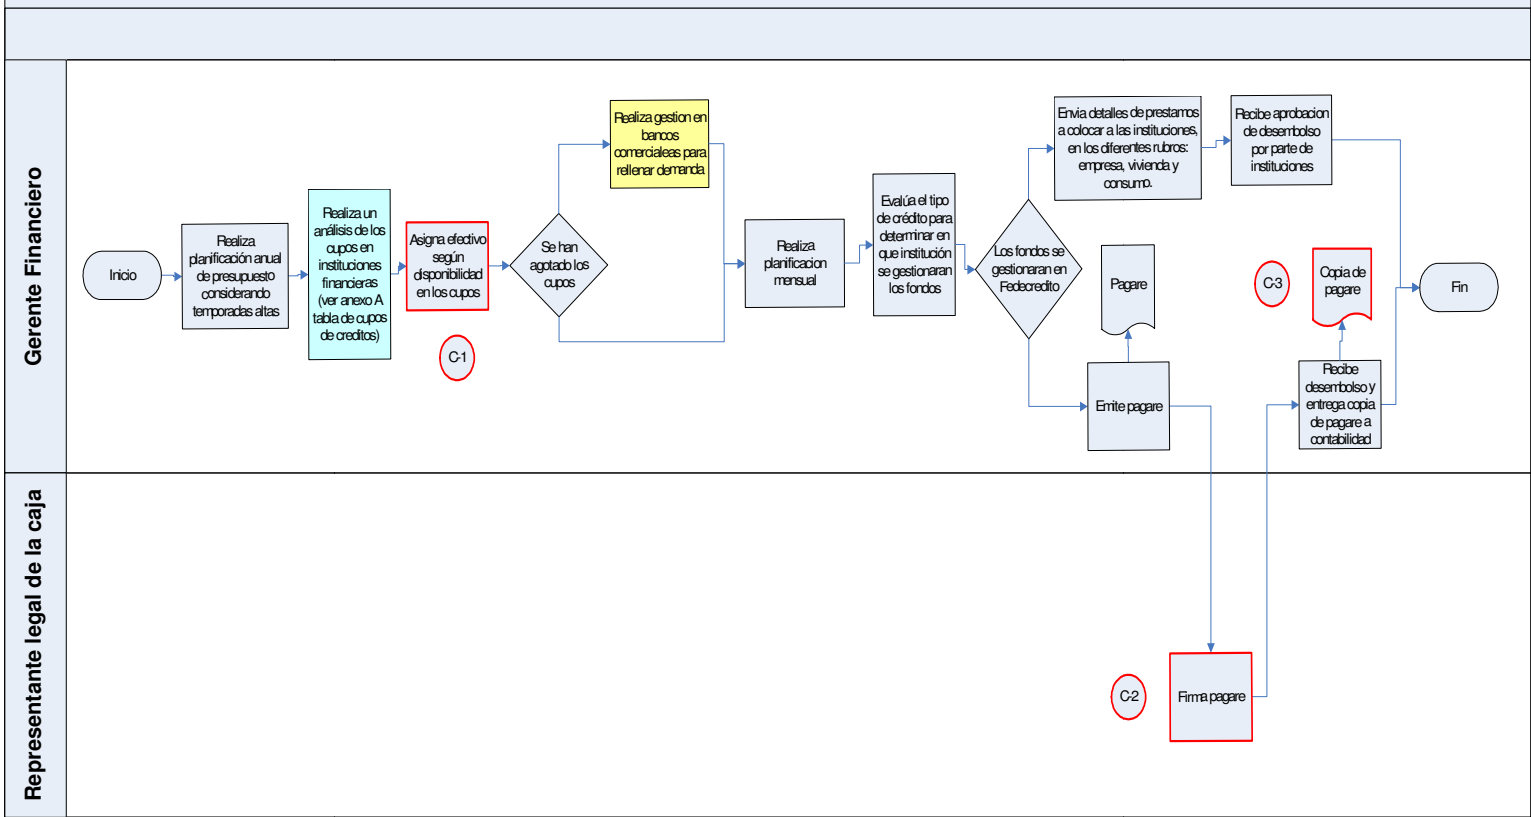 Gerente Financiero
Inicio
Realiza
planificación anual
de presupuesto
considerando
temporadas altas
Realiza un
análisis de los
cupos en
instituciones
financieras
(ver anexo A
tabla de cupos
de creditos)
Asigna efectivo
según
disponibilidad
en los cupos
C-1
Se han
agotado los
cupos
Realiza gestion en
bancos
comercialeas para
rellenar demanda
Realiza
planificacion
mensual
Evalúa el tipo
de crédito para
determinar en
que institución
se gestionaran
los fondos
Los fondos se
gestionaran en
Fedecredito
Envia detalles de prestamos
a colocar a las instituciones,
en los diferentes rubros:
empresa, vivienda y
consumo.
Recibe aprobacion
de desembolso
por parte de
instituciones
Pagare
Emite pagare
C-3
Copia de
pagare
Recibe
desembolso y
entrega copia
de pagare a
contabilidad
Fin
Representante legal de la caja
C-2
Firma pagare